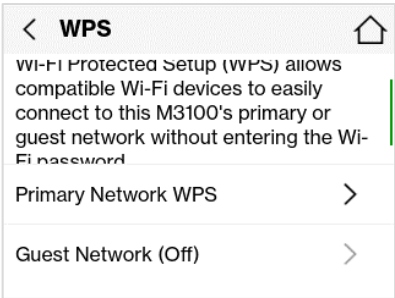 WPS
Wi-Fi Protected Setup (WPS) allows
compatible Wi-Fi devices to easily
connect to this M3100's primary or
guest network without entering the Wi-
Fi password
Primary Network WPS
Guest Network (Off)